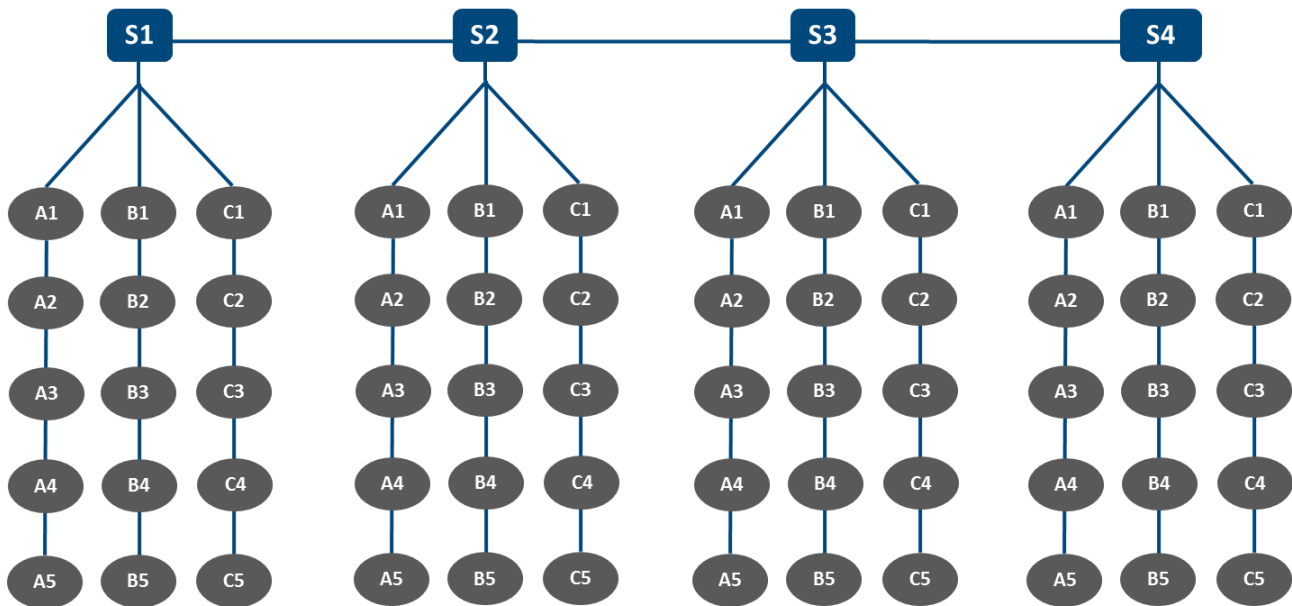 S1 S2 S3 S4
A1 B1 C1 A1 B1 C1 A1 B1 C1 A1 B1 C1
A2 B2 C2 A2 B2 C2 A2 B2 C2 A2 B2 C2
A3 B3 C3 A3 B3 C3 A3 B3 C3 A3 B3 C3
A4 B4 C4 A4 B4 C4 A4 B4 C4 A4 B4 C4
A5 B5 C5 A5 B5 C5 A5 B5 C5 A5 B5 C5